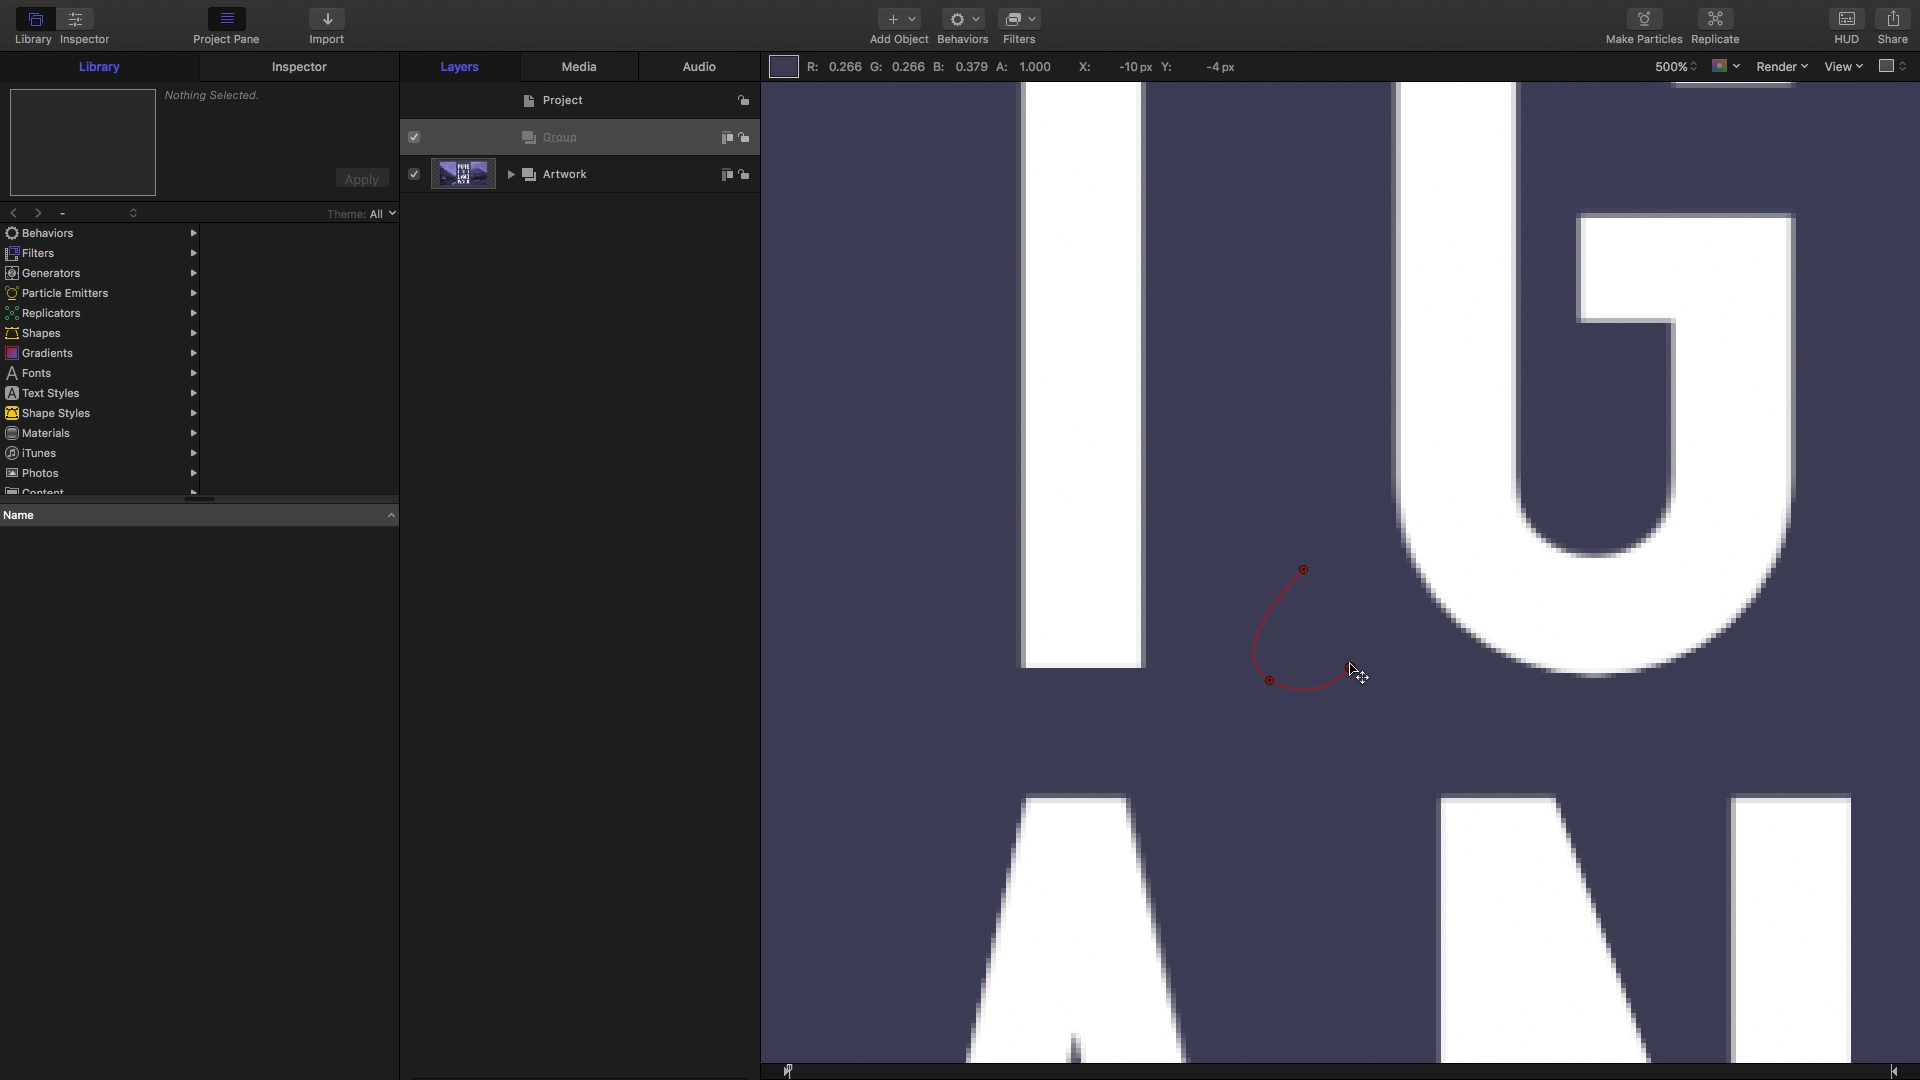 Library Inspector Project Pane Import Add Object Behaviors Filters Make Particles Replicate HUD Share
Library Inspector Layers Media Audio R: 0.266 G: 0.266 B: 0.379 A: 1.000 X: -10 px Y: -4 px 500% Render View
Nothing Selected.
Apply
- Theme: All
Behaviors
Filters
Generators
Particle Emitters
Replicators
Shapes
Gradients
Fonts
Text Styles
Shape Styles
Materials
iTunes
Photos
Content
Name
Project
Group
Artwork
I G
A N